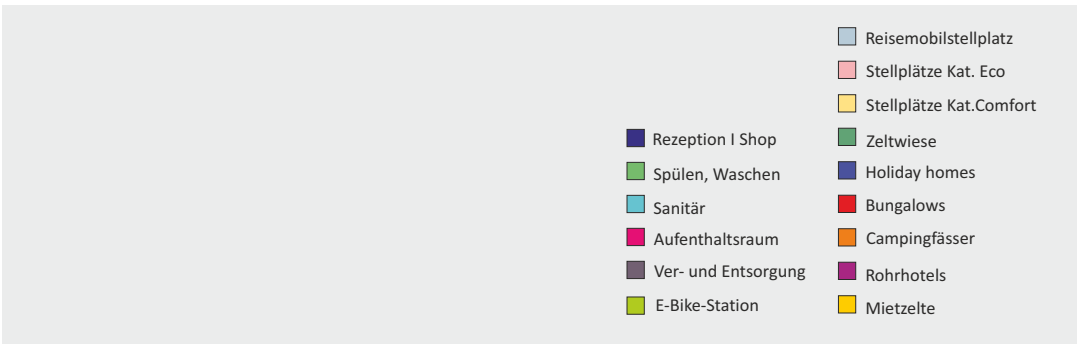 Rezeption I Shop
Spülen, Waschen
Sanitär
Aufenthaltsraum
Ver- und Entsorgung
E-Bike-Station
Reisemobilstellplatz
Stellplätze Kat. Eco
Stellplätze Kat.Comfort
Zeltwiese
Holiday homes
Bungalows
Campingfässer
Rohrhotels
Mietzelte